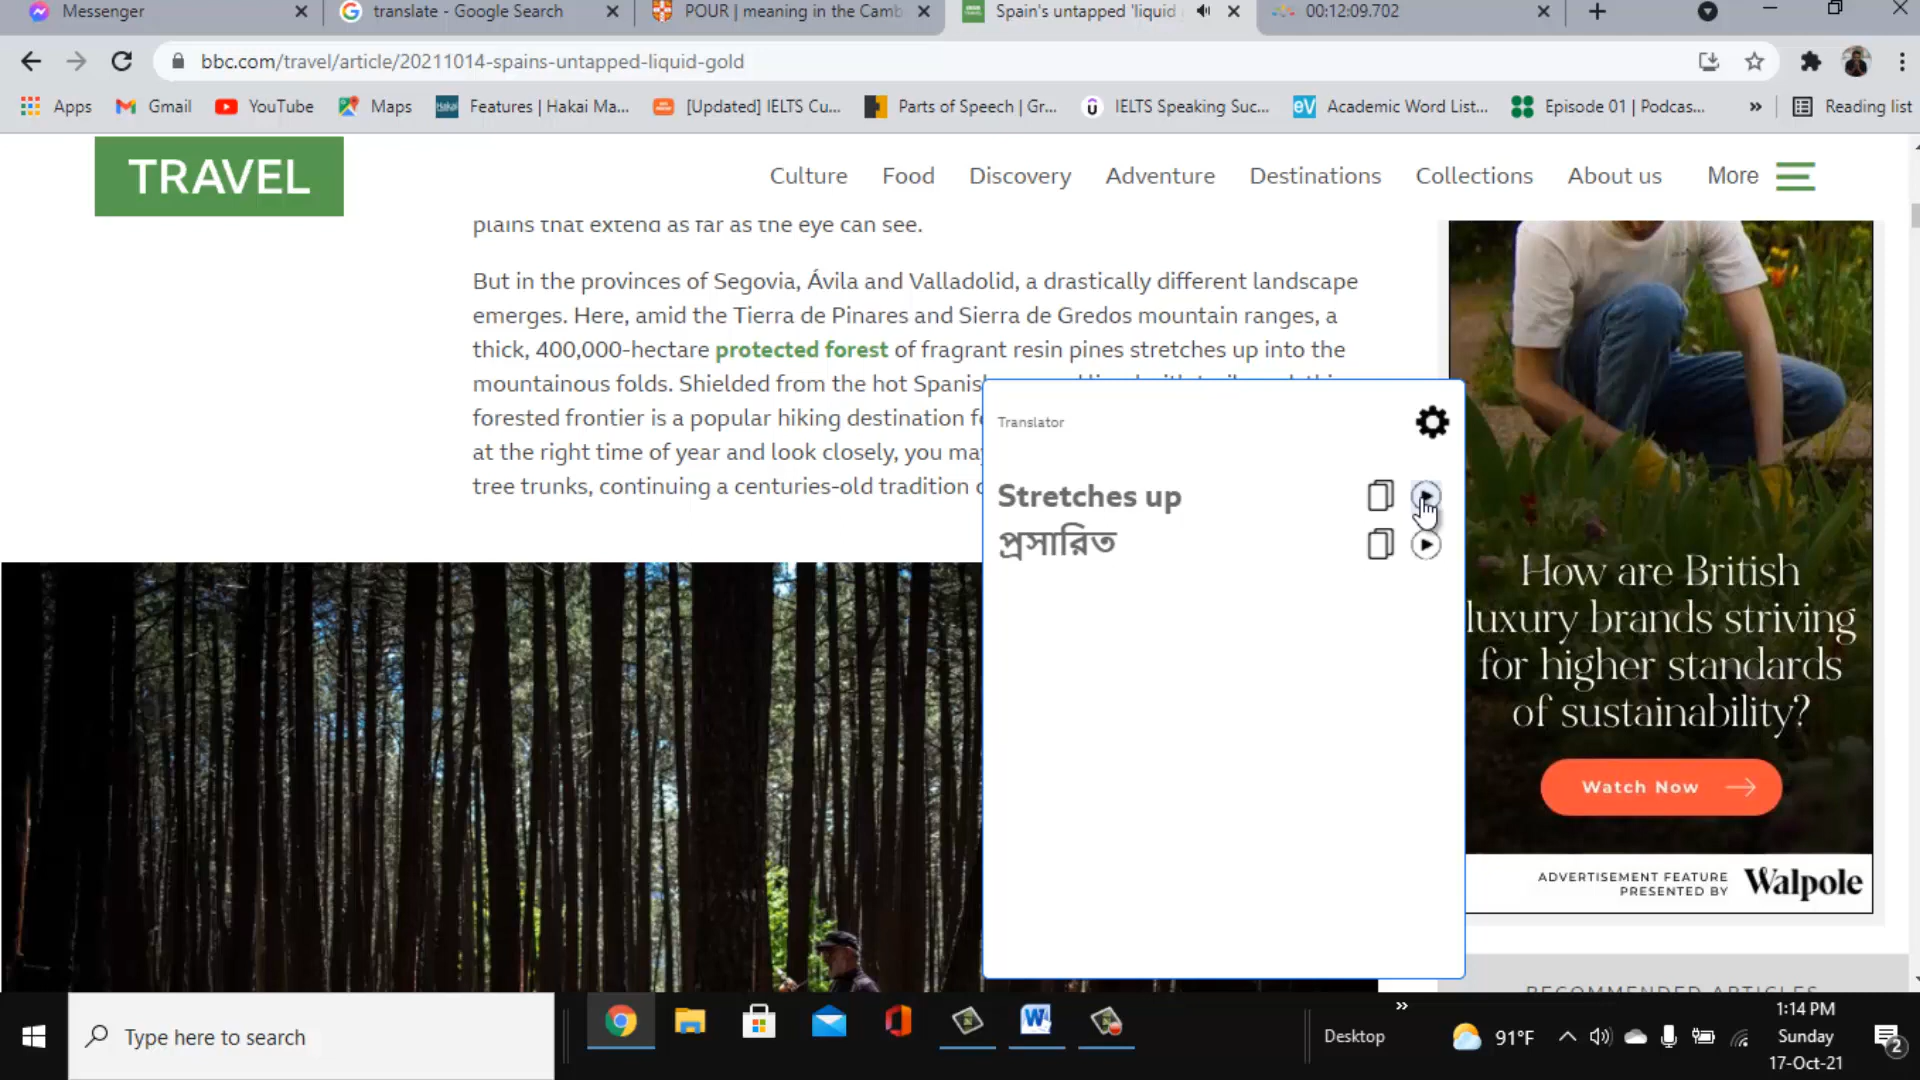 Messenger
translate - Google Search
POUR | meaning in the Camb
Spain's untapped 'liquid
00:12:09.702
bbc.com/travel/article/20211014-spains-untapped-liquid-gold
Apps
Gmail
YouTube
Maps
Hakai
Features | Hakai Ma...
[Updated] IELTS Cu...
Parts of Speech | Gr...
IELTS Speaking Suc...
eV
Academic Word List...
Episode 01 | Podcas...
»
Reading list
TRAVEL
Culture
Food
Discovery
Adventure
Destinations
Collections
About us
More
plains that extend as far as the eye can see.
But in the provinces of Segovia, Ávila and Valladolid, a drastically different landscape
emerges. Here, amid the Tierra de Pinares and Sierra de Gredos mountain ranges, a
thick, 400,000-hectare protected forest of fragrant resin pines stretches up into the
mountainous folds. Shielded from the hot Spanish
forested frontier is a popular hiking destination
at the right time of year and look closely, you may
tree trunks, continuing a centuries-old tradition
Translator
Stretches up
প্রসারিত
How are British
luxury brands striving
for higher standards
of sustainability?
Watch Now
ADVERTISEMENT FEATURE
PRESENTED BY
Walpole
RECOMMENDED ARTICLES
Type here to search
Desktop
»
91°F
1:14 PM
Sunday
17-Oct-21
2